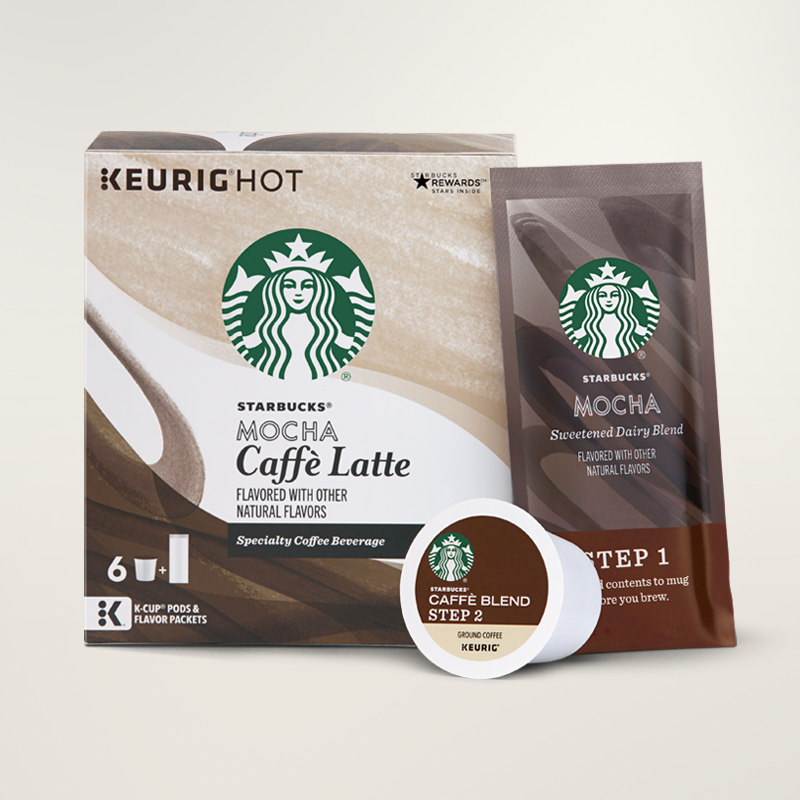 KEURIG® HOT
STARBUCKS
REWARDS™
STARS INSIDE
STARBUCKS®
MOCHA
Caffè Latte
FLAVORED WITH OTHER
NATURAL FLAVORS
Specialty Coffee Beverage
6 +
K-CUP® PODS &
FLAVOR PACKETS
STARBUCKS®
MOCHA
Sweetened Dairy Blend
FLAVORED WITH OTHER
NATURAL FLAVORS
STEP 1
contents to mug
you brew.
STARBUCKS®
CAFFÈ BLEND
STEP 2
GROUND COFFEE
KEURIG®